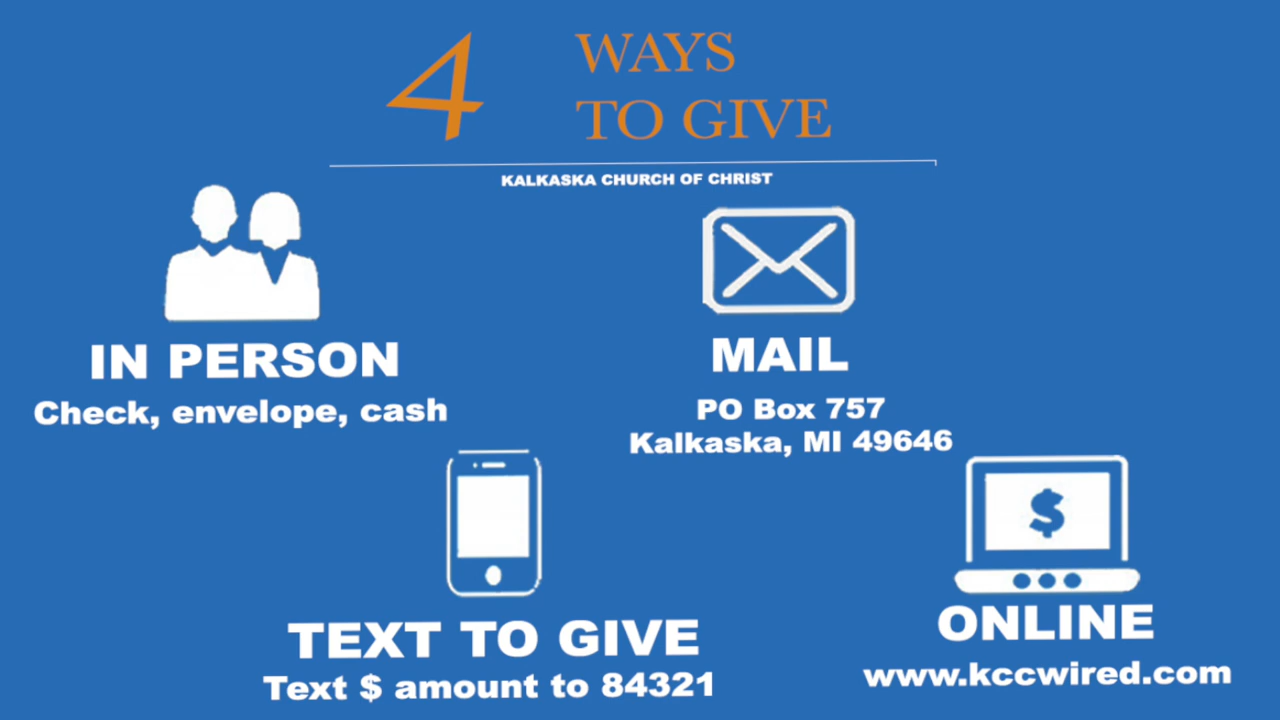 4 WAYS
TO GIVE
KALKASKA CHURCH OF CHRIST
IN PERSON
Check, envelope, cash
MAIL
PO Box 757
Kalkaska, MI 49646
TEXT TO GIVE
Text $ amount to 84321
$
ONLINE
www.kccwired.com